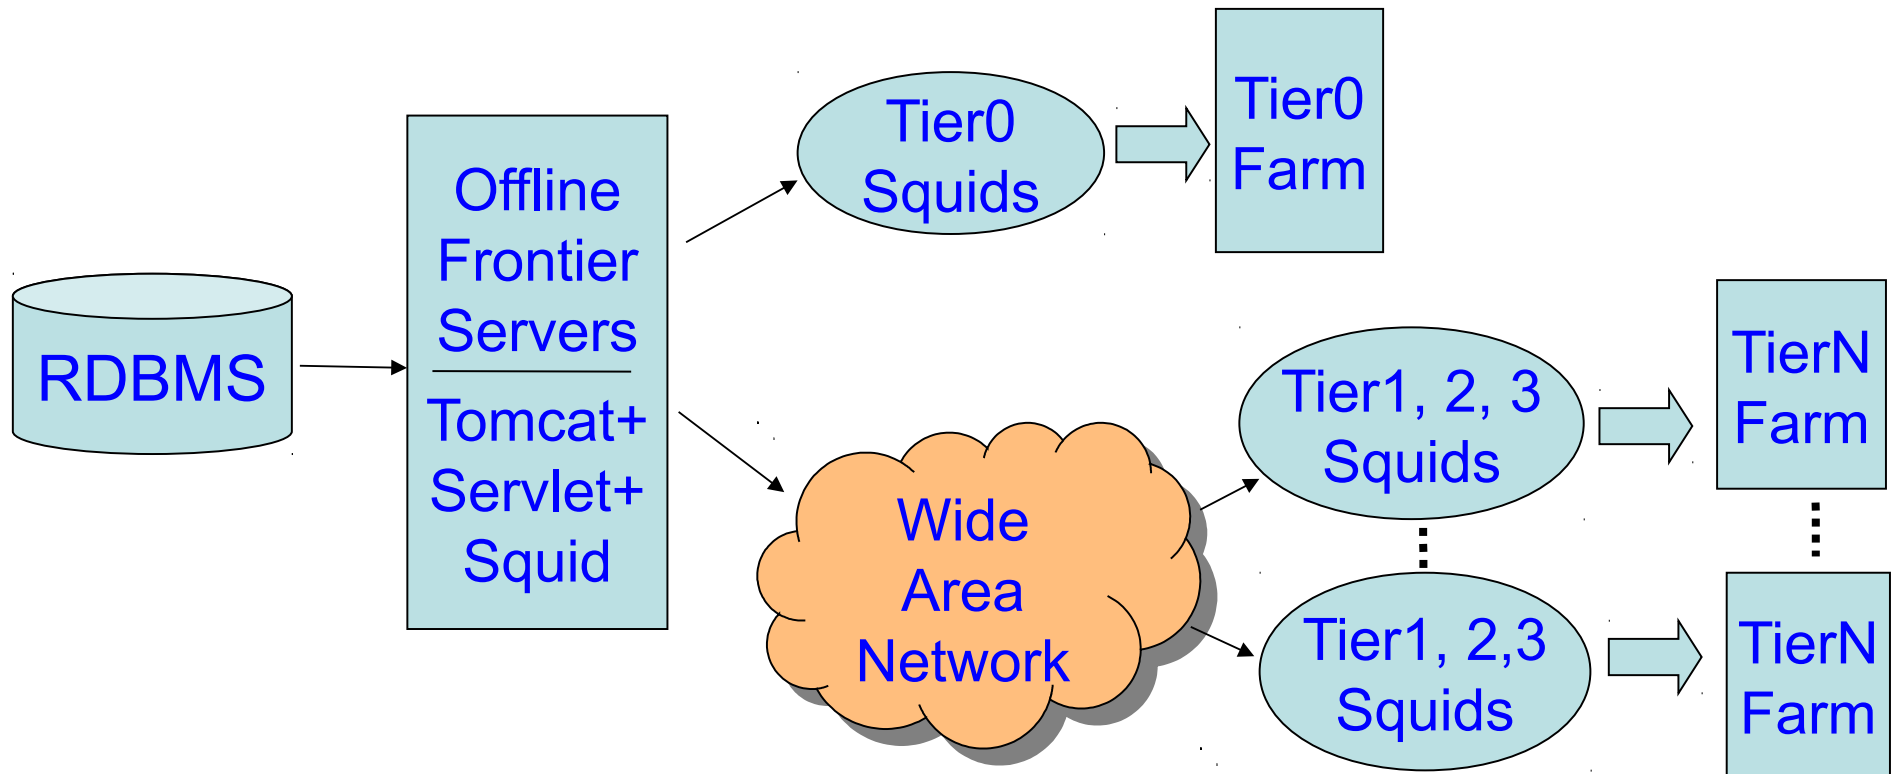 RDBMS
Offline
Frontier
Servers
Tomcat+
Servlet+
Squid
Tier0
Squids
Tier0
Farm
Wide
Area
Network
Tier1, 2, 3
Squids
TierN
Farm
Tier1, 2,3
Squids
TierN
Farm